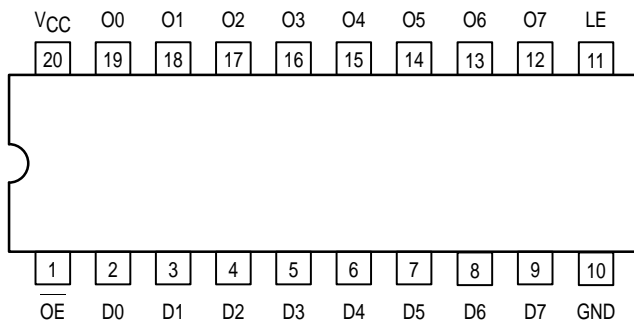 VCC O0 O1 O2 O3 O4 O5 O6 O7 LE
20 19 18 17 16 15 14 13 12 11
1 2 3 4 5 6 7 8 9 10
OE D0 D1 D2 D3 D4 D5 D6 D7 GND